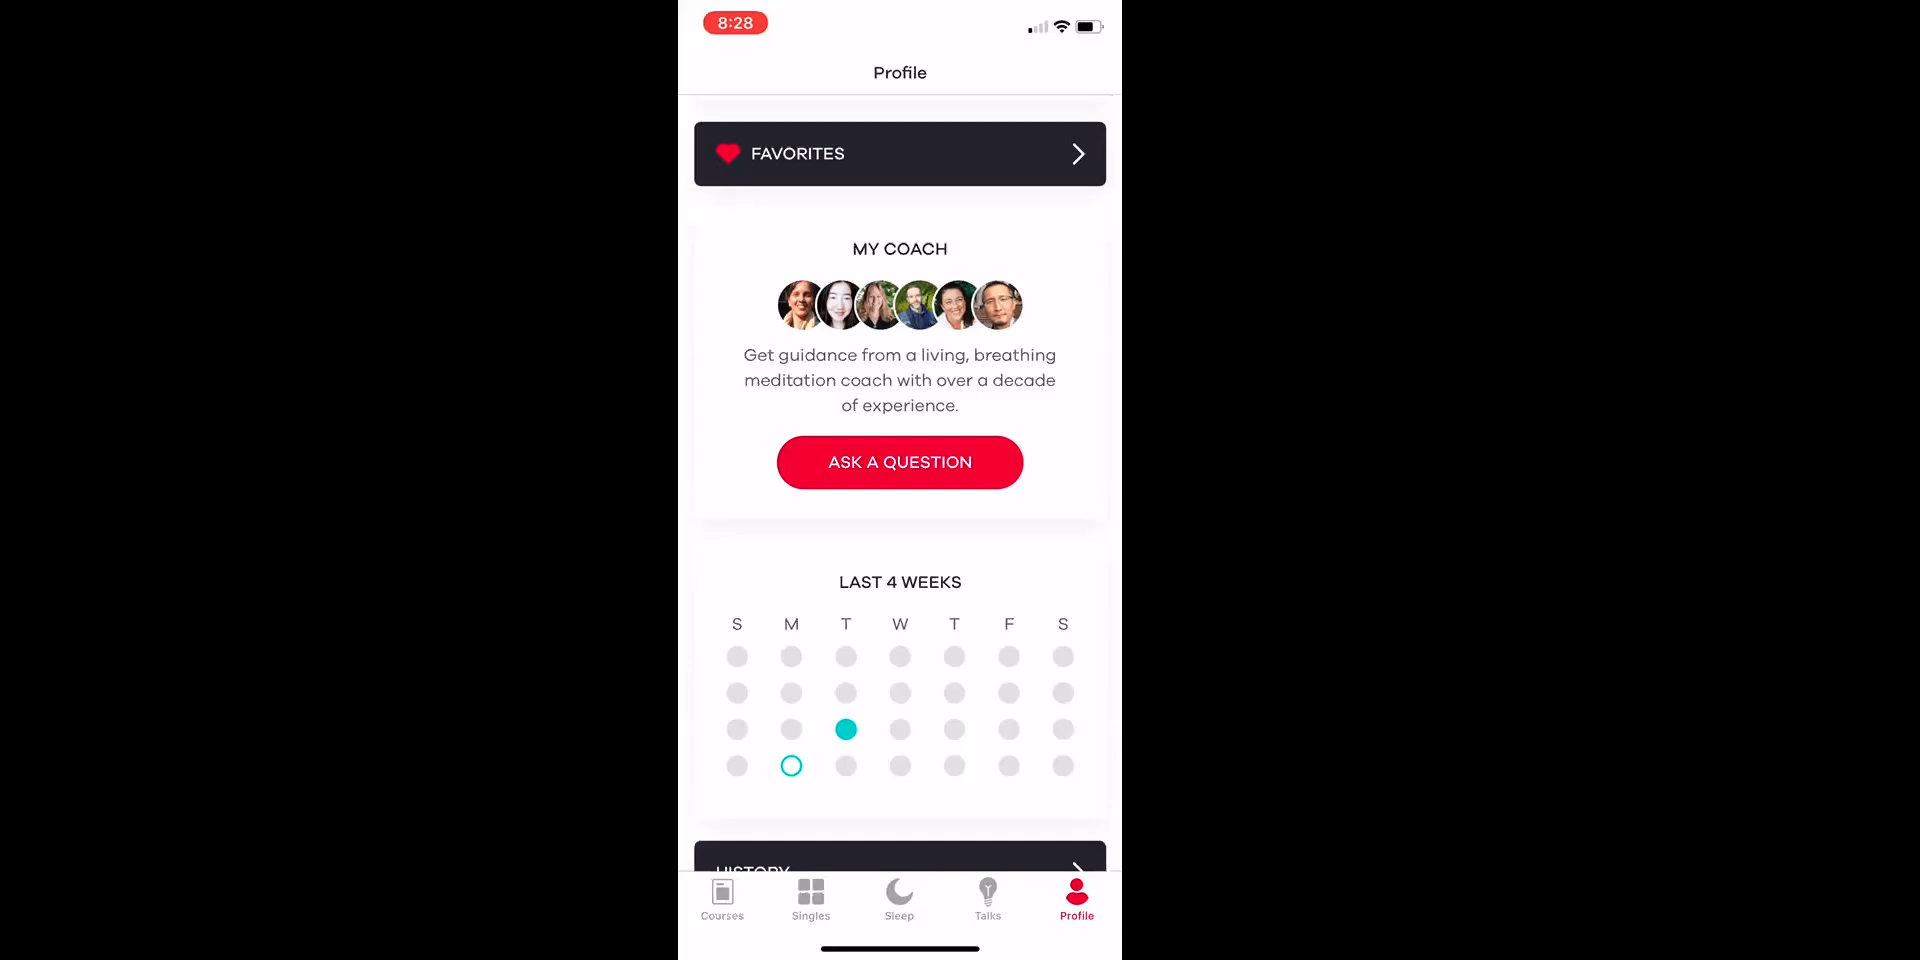 8:28
Profile
FAVORITES
MY COACH
Get guidance from a living, breathing
meditation coach with over a decade
of experience.
ASK A QUESTION
LAST 4 WEEKS
S M T W T F S
HISTORY
Courses Singles Sleep Talks Profile